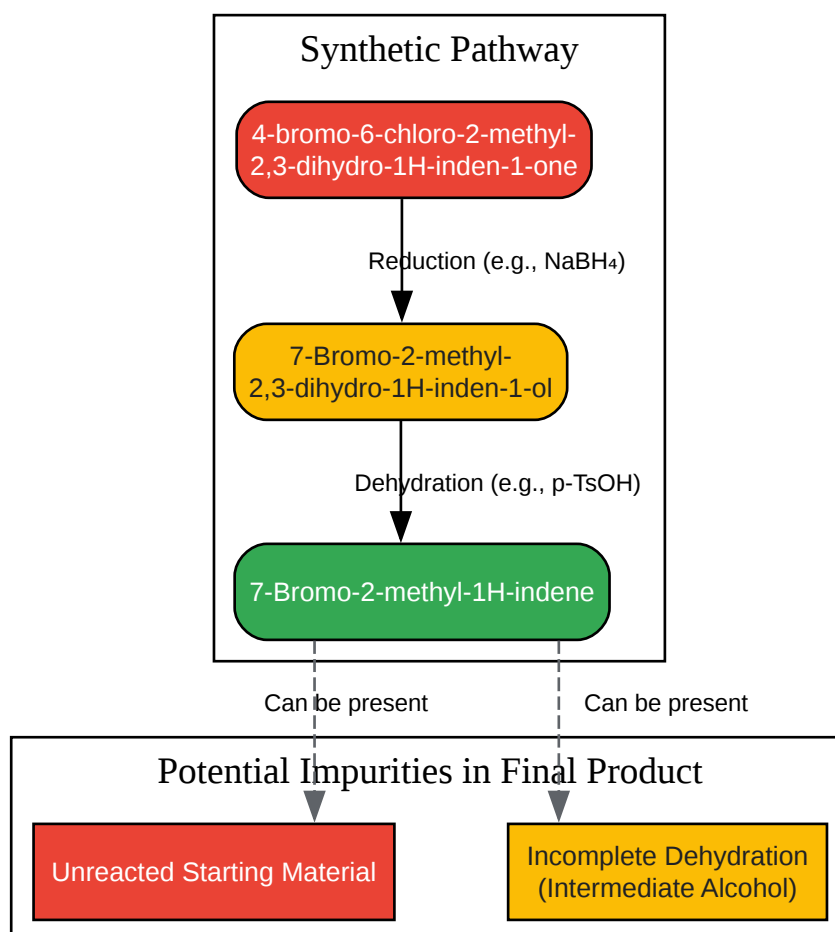 Synthetic Pathway
4-bromo-6-chloro-2-methyl-
2,3-dihydro-1H-inden-1-one
Reduction (e.g., NaBH₄)
7-Bromo-2-methyl-
2,3-dihydro-1H-inden-1-ol
Dehydration (e.g., p-TsOH)
7-Bromo-2-methyl-1H-indene
Can be present
Can be present
Potential Impurities in Final Product
Unreacted Starting Material
Incomplete Dehydration
(Intermediate Alcohol)